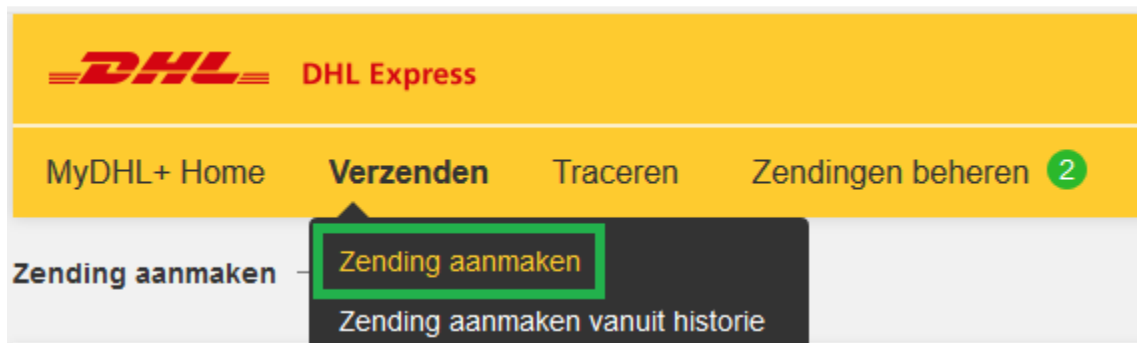 DHL DHL Express
MyDHL+ Home Verzenden Traceren Zendingen beheren 2
Zending aanmaken Zending aanmaken
Zending aanmaken vanuit historie